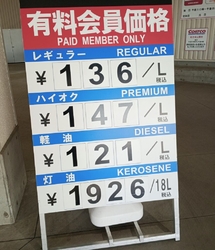 有料会員価格
PAID MEMBER ONLY
レギュラー REGULAR
¥136/L
税込
ハイオク PREMIUM
¥147/L
税込
軽油 DIESEL
¥121/L
税込
灯油 KEROSENE
¥1926/18L
税込